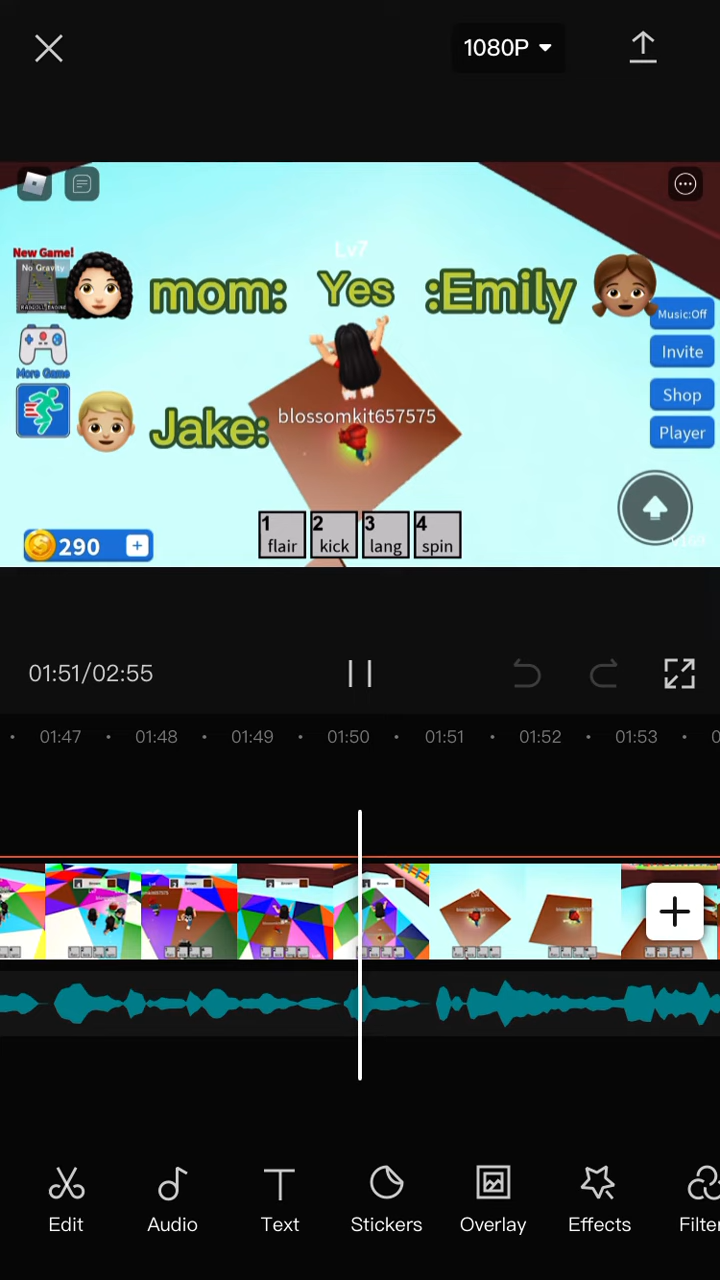 1080P
Lv7
New Game!
No Gravity
mom: Yes :Emily
Music:Off
Invite
More Game
Shop
Jake: blossomkit657575
Player
1 2 3 4
flair kick lang spin
290 +
01:51/02:55
01:47 01:48 01:49 01:50 01:51 01:52 01:53
Edit Audio Text Stickers Overlay Effects Filter